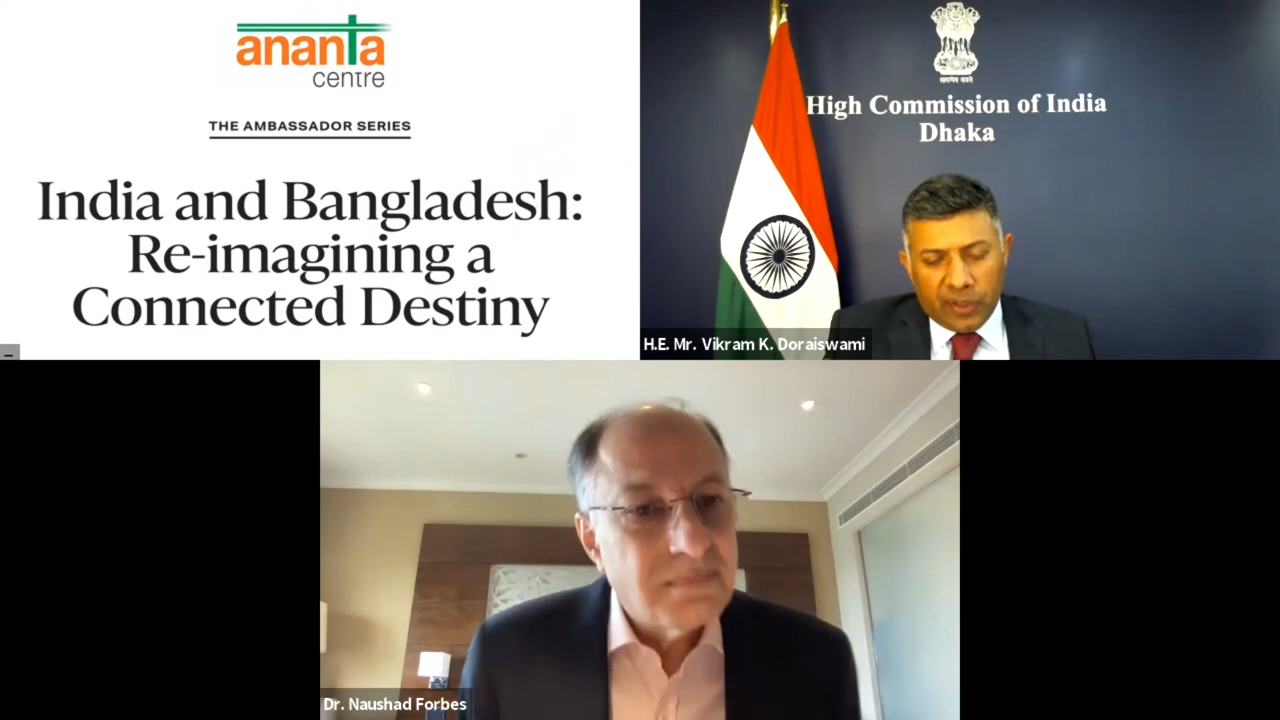 ananta
centre
THE AMBASSADOR SERIES
India and Bangladesh:
Re-imagining a
Connected Destiny
High Commission of India
Dhaka
H.E. Mr. Vikram K. Doraiswami
Dr. Naushad Forbes